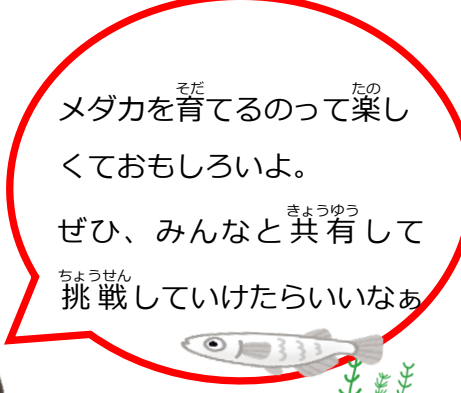 メダカを育てるのって楽し
くておもしろいよ。
ぜひ、みんなと共有して
挑戦していけたらいいなぁ